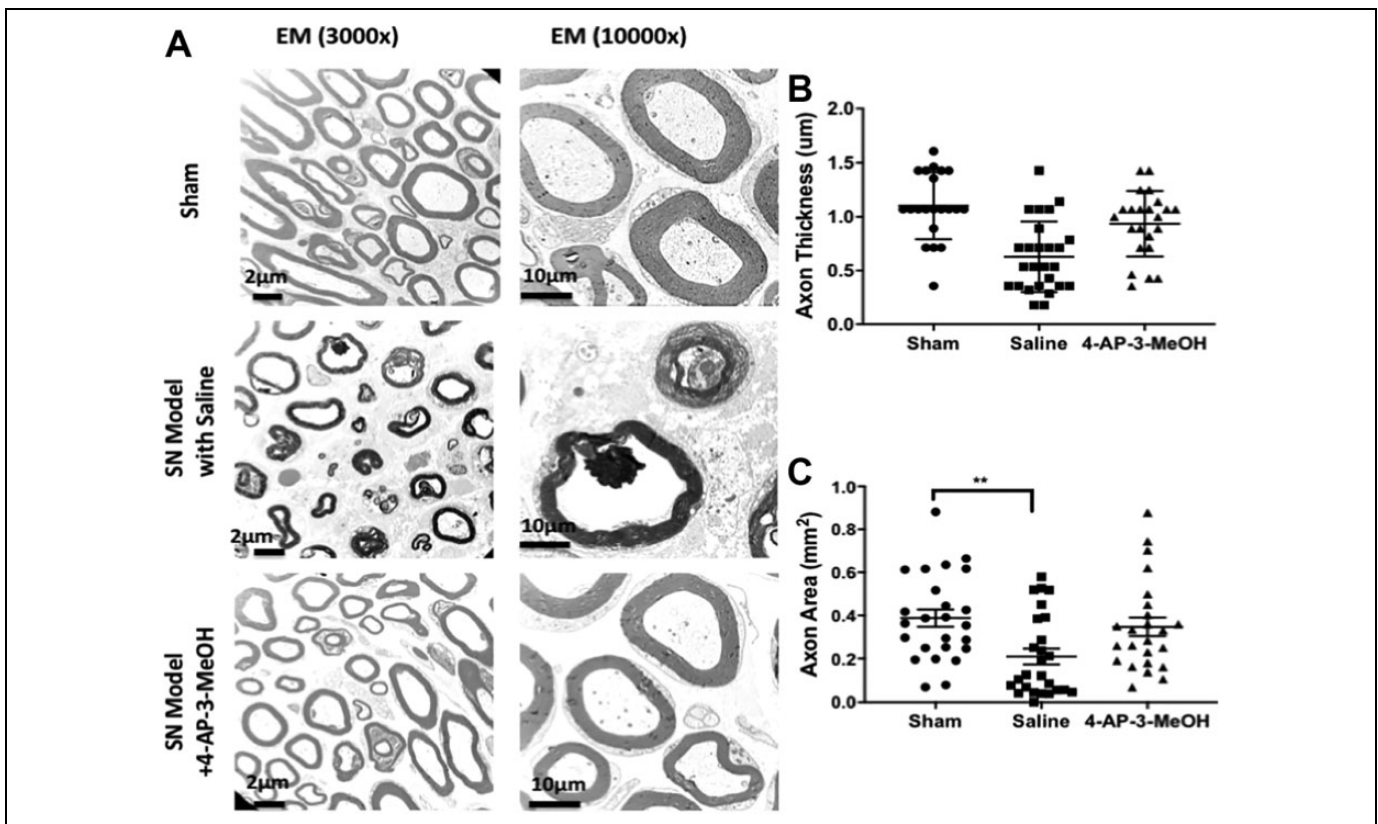 A
EM (3000x)
EM (10000x)
Sham
2μm
10μm
SN Model
with Saline
2μm
10μm
SN Model
+4-AP-3-MeOH
2μm
10μm
B
Axon Thickness (um)
2.0
1.5
1.0
0.5
0.0
Sham
Saline
4-AP-3-MeOH
C
Axon Area (mm²)
1.0
0.8
0.6
0.4
0.2
0.0
**
Sham
Saline
4-AP-3-MeOH